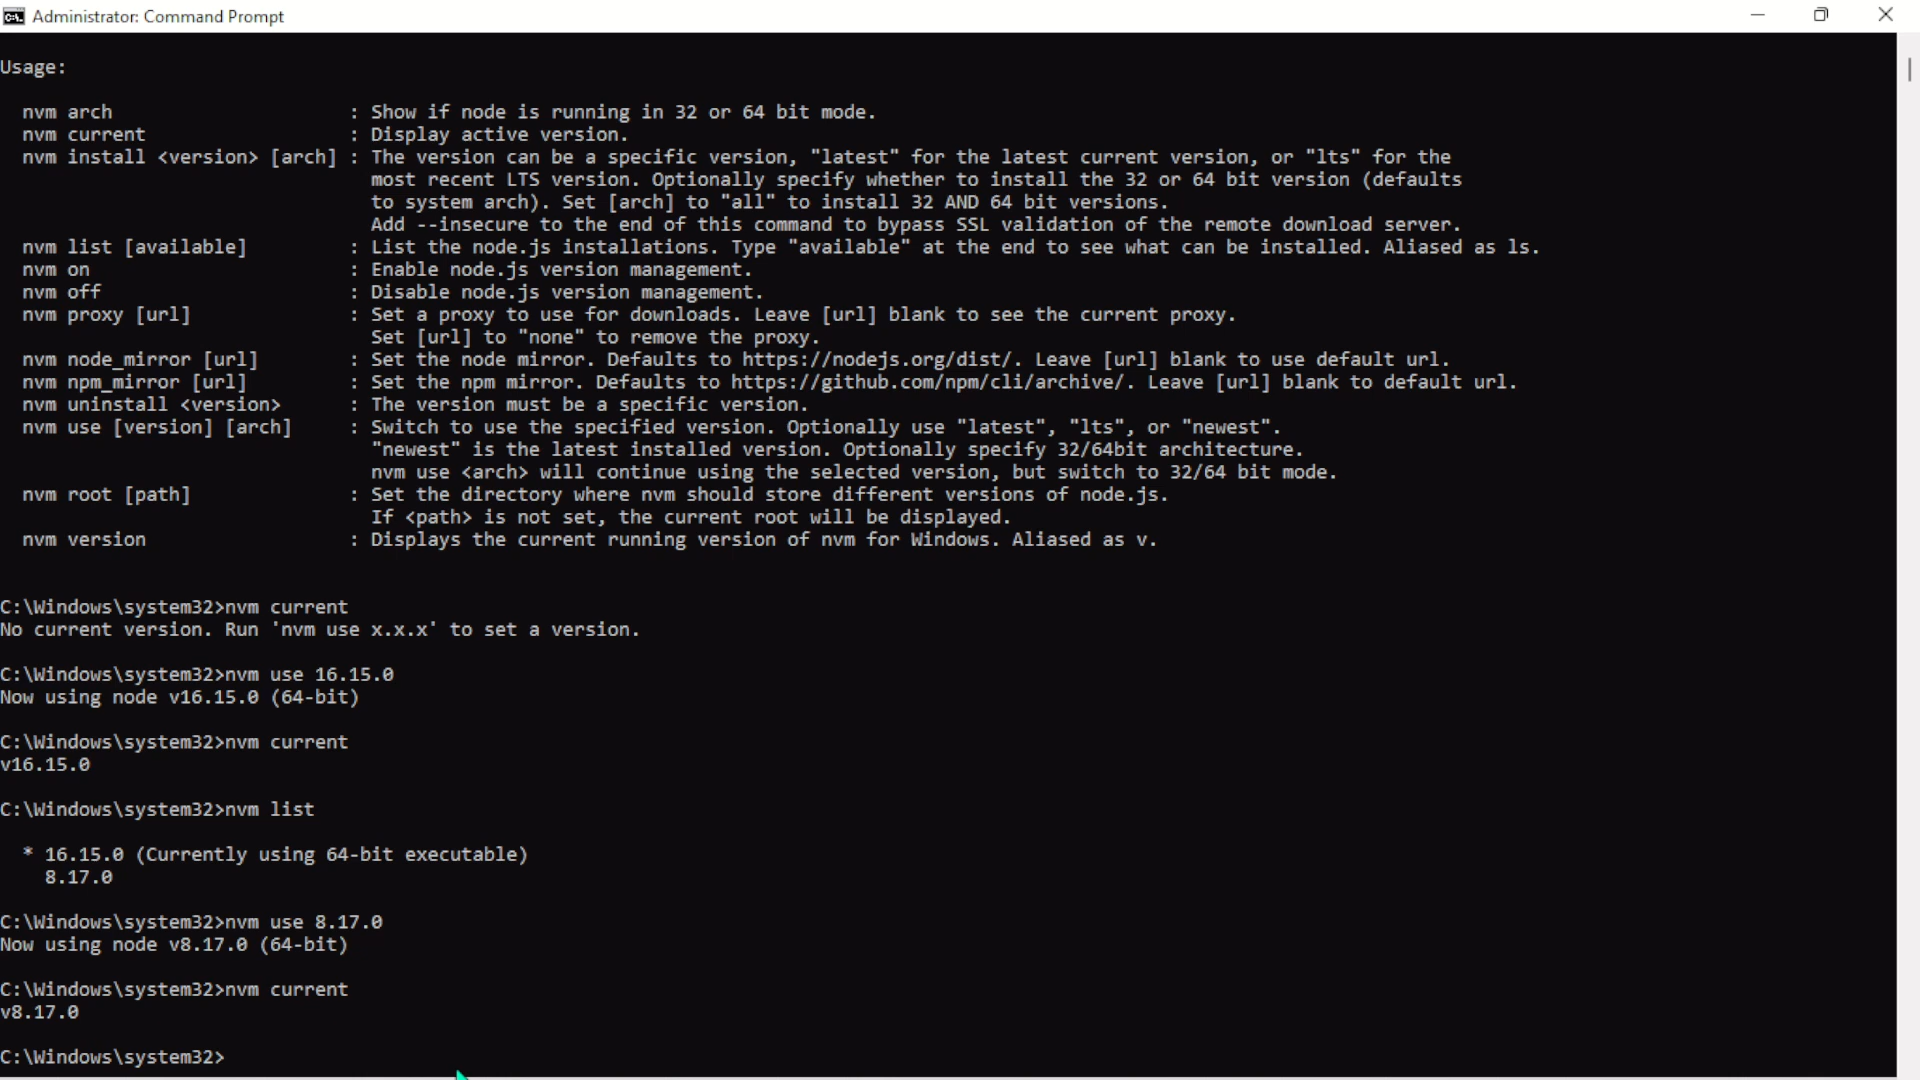 Administrator: Command Prompt
Usage:
nvm arch : Show if node is running in 32 or 64 bit mode.
nvm current : Display active version.
nvm install <version> [arch] : The version can be a specific version, "latest" for the latest current version, or "lts" for the
most recent LTS version. Optionally specify whether to install the 32 or 64 bit version (defaults
to system arch). Set [arch] to "all" to install 32 AND 64 bit versions.
Add --insecure to the end of this command to bypass SSL validation of the remote download server.
nvm list [available] : List the node.js installations. Type "available" at the end to see what can be installed. Aliased as ls.
nvm on : Enable node.js version management.
nvm off : Disable node.js version management.
nvm proxy [url] : Set a proxy to use for downloads. Leave [url] blank to see the current proxy.
Set [url] to "none" to remove the proxy.
nvm node_mirror [url] : Set the node mirror. Defaults to https://nodejs.org/dist/. Leave [url] blank to use default url.
nvm npm_mirror [url] : Set the npm mirror. Defaults to https://github.com/npm/cli/archive/. Leave [url] blank to default url.
nvm uninstall <version> : The version must be a specific version.
nvm use [version] [arch] : Switch to use the specified version. Optionally use "latest", "lts", or "newest".
"newest" is the latest installed version. Optionally specify 32/64bit architecture.
nvm use <arch> will continue using the selected version, but switch to 32/64 bit mode.
nvm root [path] : Set the directory where nvm should store different versions of node.js.
If <path> is not set, the current root will be displayed.
nvm version : Displays the current running version of nvm for Windows. Aliased as v.
C:\Windows\system32>nvm current
No current version. Run 'nvm use x.x.x' to set a version.
C:\Windows\system32>nvm use 16.15.0
Now using node v16.15.0 (64-bit)
C:\Windows\system32>nvm current
v16.15.0
C:\Windows\system32>nvm list
* 16.15.0 (Currently using 64-bit executable)
8.17.0
C:\Windows\system32>nvm use 8.17.0
Now using node v8.17.0 (64-bit)
C:\Windows\system32>nvm current
v8.17.0
C:\Windows\system32>